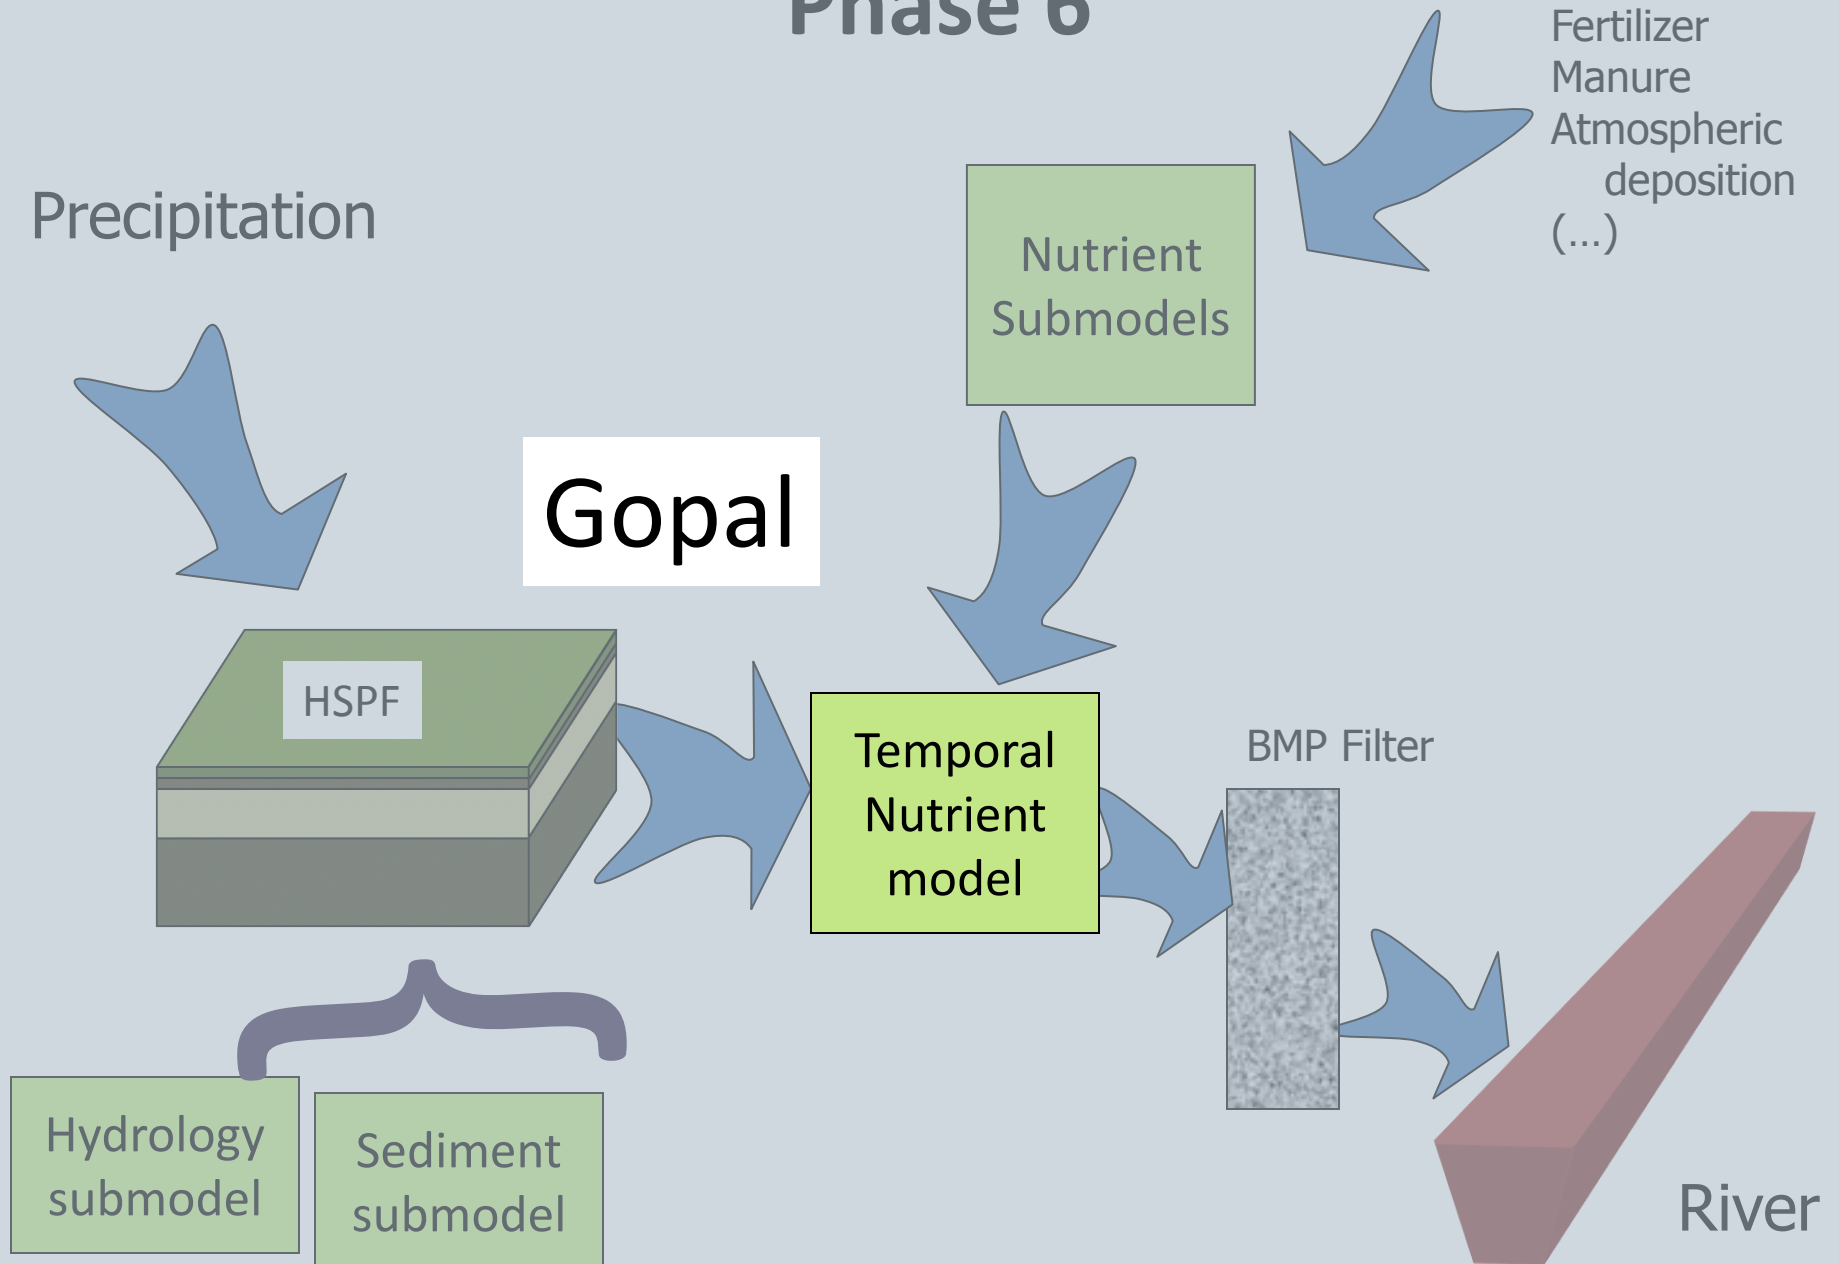 Phase 6
Fertilizer
Manure
Atmospheric
deposition
(...)
Precipitation
Nutrient
Submodels
Gopal
HSPF
Temporal
Nutrient
model
BMP Filter
Hydrology
submodel
Sediment
submodel
River